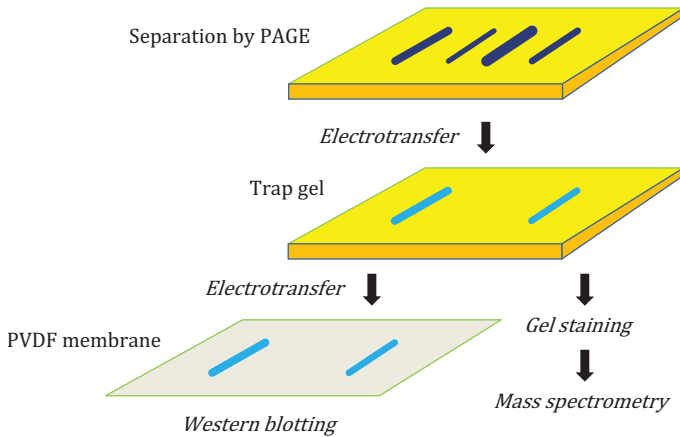 Separation by PAGE
Electrotransfer
Trap gel
Electrotransfer
Gel staining
PVDF membrane
Mass spectrometry
Western blotting